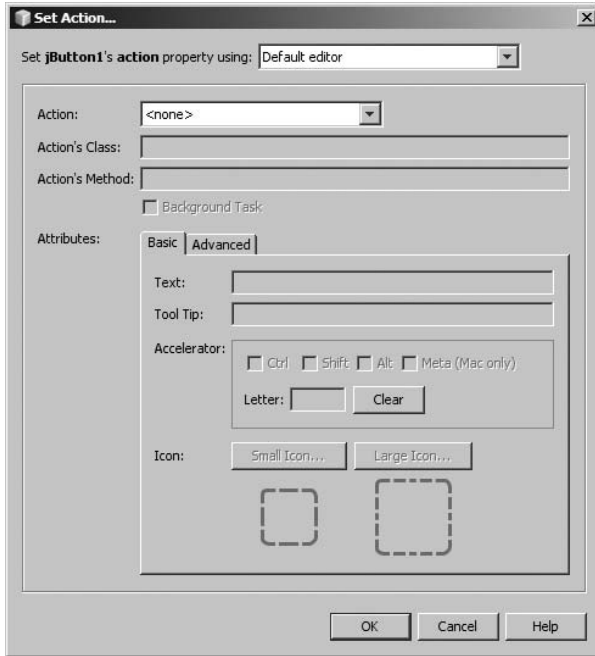 Set Action...
Set jButton1's action property using: Default editor
Action: <none>
Action's Class:
Action's Method:
Background Task
Attributes: Basic Advanced
Text:
Tool Tip:
Accelerator: Ctrl Shift Alt Meta (Mac only)
Letter: Clear
Icon: Small Icon... Large Icon...
OK Cancel Help